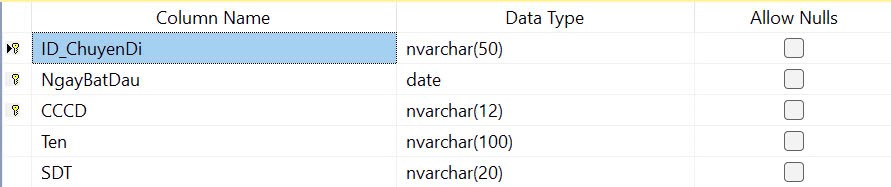 Column Name Data Type Allow Nulls
ID_ChuyenDi nvarchar(50)
NgayBatDau date
CCCD nvarchar(12)
Ten nvarchar(100)
SDT nvarchar(20)